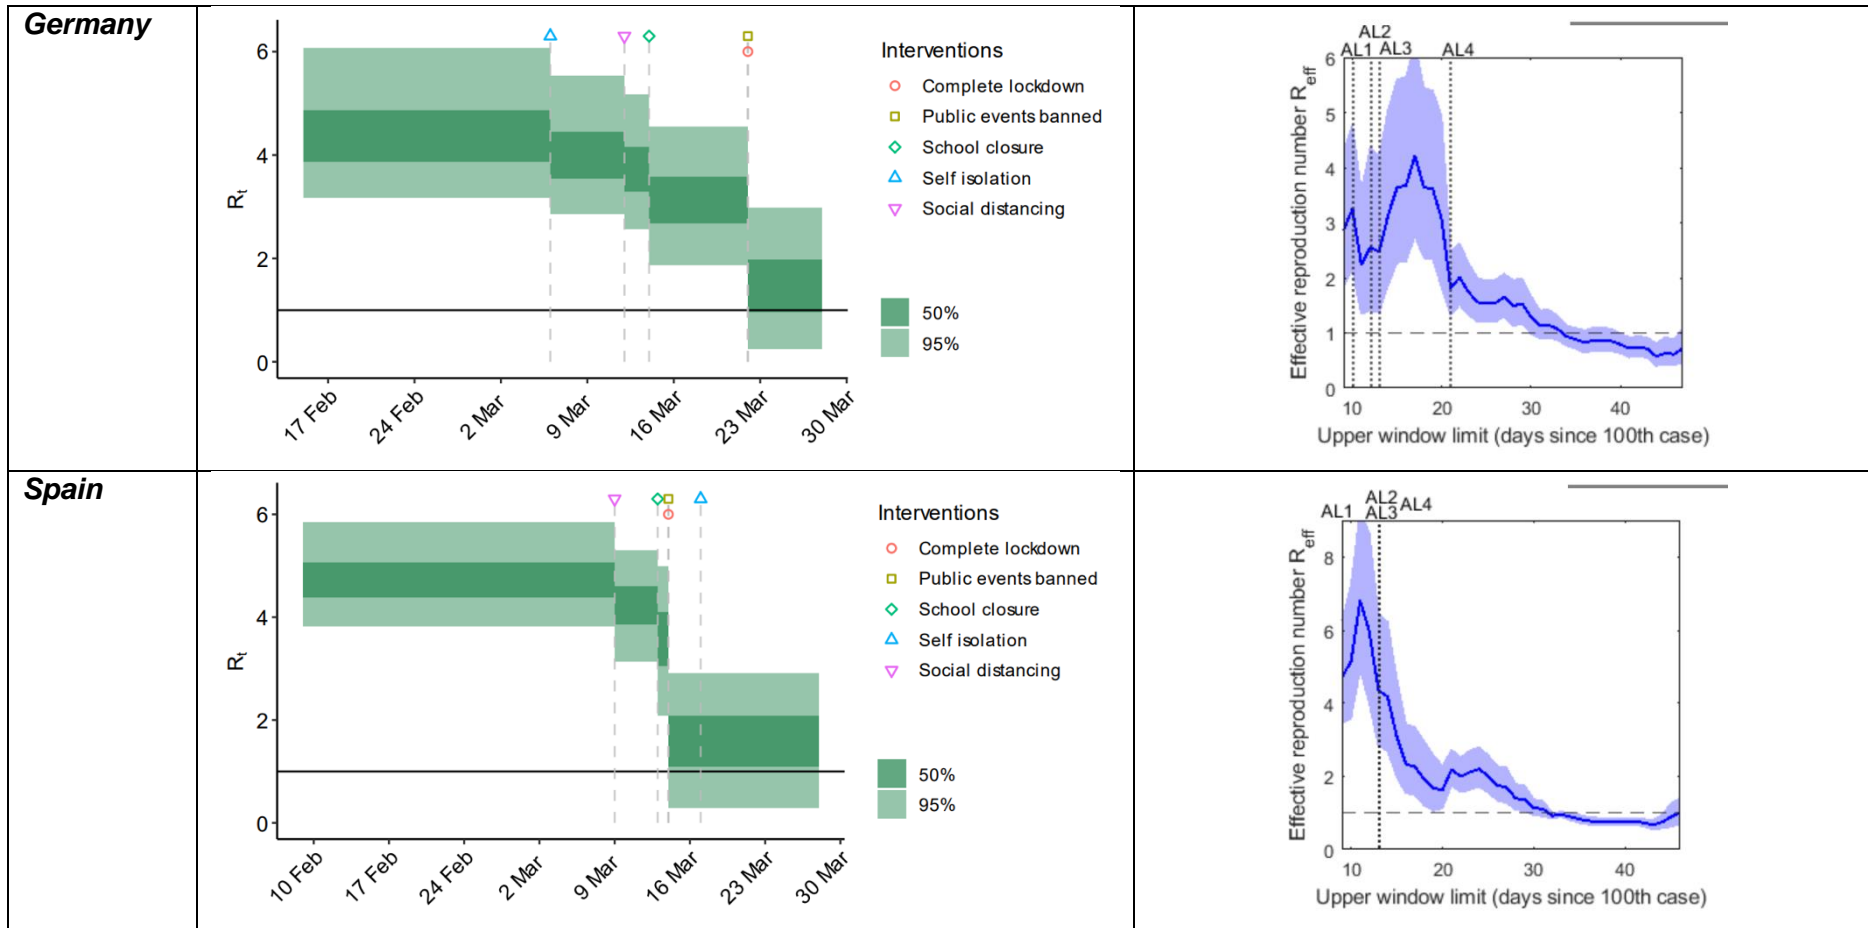 Germany
6
4
2
0
Rt
17 Feb
24 Feb
2 Mar
9 Mar
16 Mar
23 Mar
30 Mar
Interventions
Complete lockdown
Public events banned
School closure
Self isolation
Social distancing
50%
95%
AL2
AL1 AL3 AL4
6
5
4
3
2
1
0
Effective reproduction number Reff
10 20 30 40
Upper window limit (days since 100th case)
Spain
6
4
2
0
Rt
10 Feb
17 Feb
24 Feb
2 Mar
9 Mar
16 Mar
23 Mar
30 Mar
Interventions
Complete lockdown
Public events banned
School closure
Self isolation
Social distancing
50%
95%
AL2
AL1 AL3 AL4
8
6
4
2
0
Effective reproduction number Reff
10 20 30 40
Upper window limit (days since 100th case)